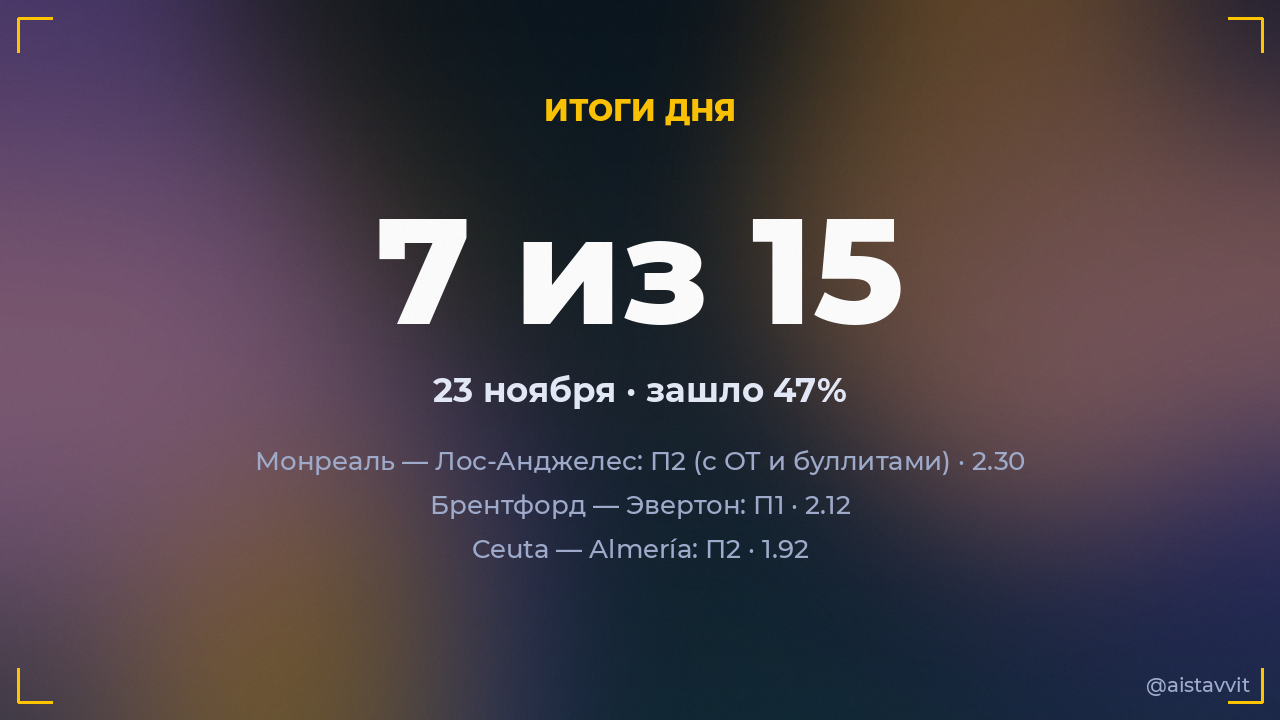 ИТОГИ ДНЯ
7 из 15
23 ноября · зашло 47%
Монреаль — Лос-Анджелес: П2 (с ОТ и буллитами) · 2.30
Брентфорд — Эвертон: П1 · 2.12
Ceuta — Almería: П2 · 1.92
@aistavvit